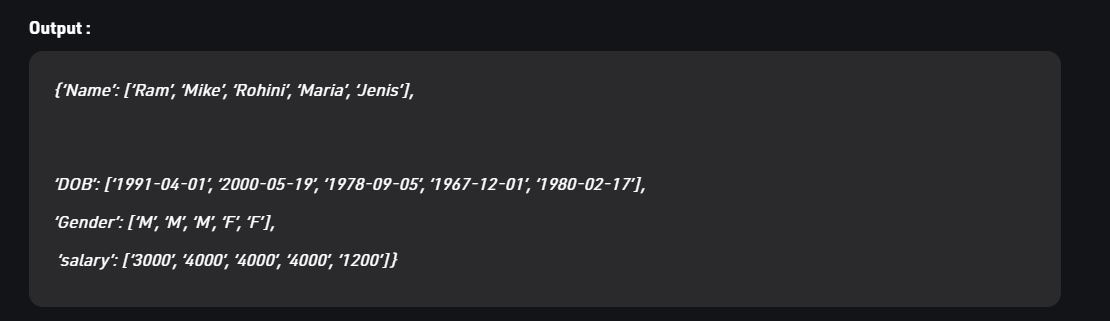 Output :
{‘Name’: [‘Ram’, ‘Mike’, ‘Rohini’, ‘Maria’, ‘Jenis’],
‘DOB’: [‘1991-04-01’, ‘2000-05-19’, ‘1978-09-05’, ‘1967-12-01’, ‘1980-02-17’],
‘Gender’: [‘M’, ‘M’, ‘M’, ‘F’, ‘F’],
‘salary’: [‘3000’, ‘4000’, ‘4000’, ‘4000’, ‘1200’]}